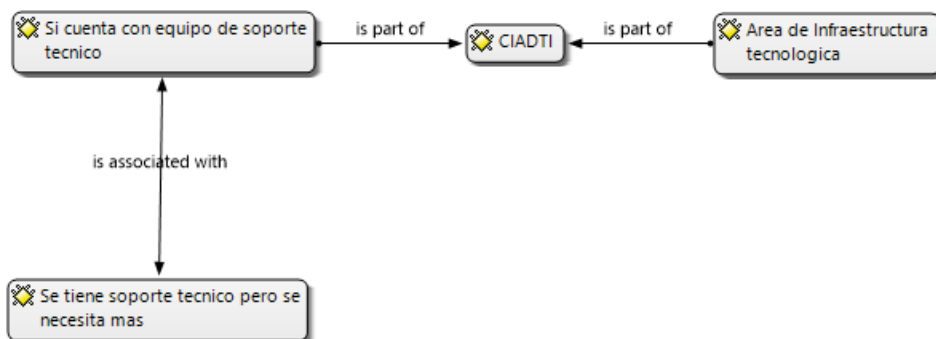 Si cuenta con equipo de soporte
tecnico
is part of
CIADTI
is part of
Area de Infraestructura
tecnologica
is associated with
Se tiene soporte tecnico pero se
necesita mas